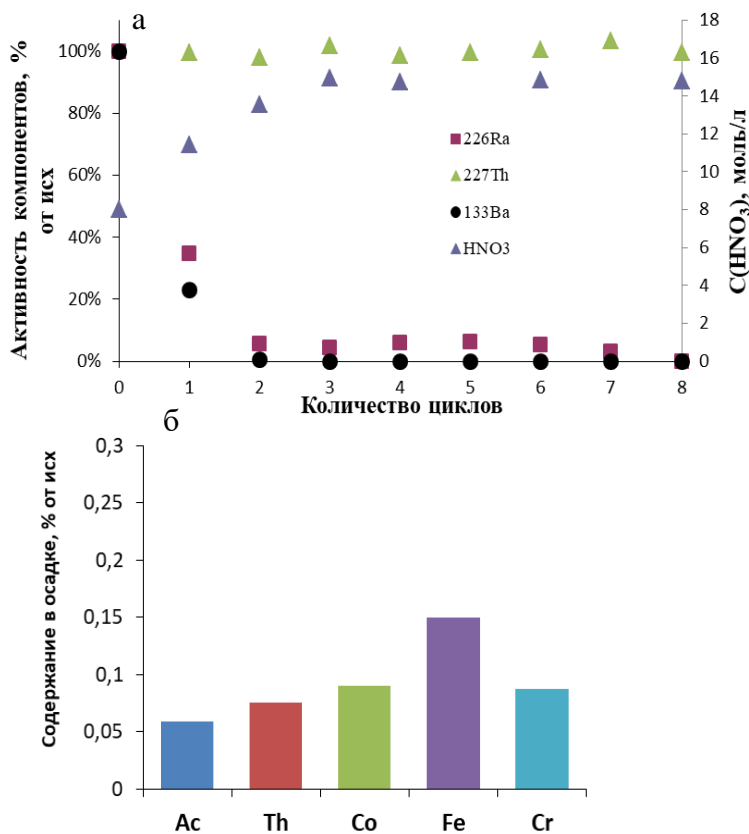 а
Активность компонентов, %
от исх
100%
80%
60%
40%
20%
0%
18
16
14
12
10
8
6
4
2
0
C(HNO3), моль/л
226Ra
227Th
133Ba
HNO3
0 1 2 3 4 5 6 7 8
Количество циклов
б
Содержание в осадке, % от исх
0,3
0,25
0,2
0,15
0,1
0,05
0
Ac Th Co Fe Cr